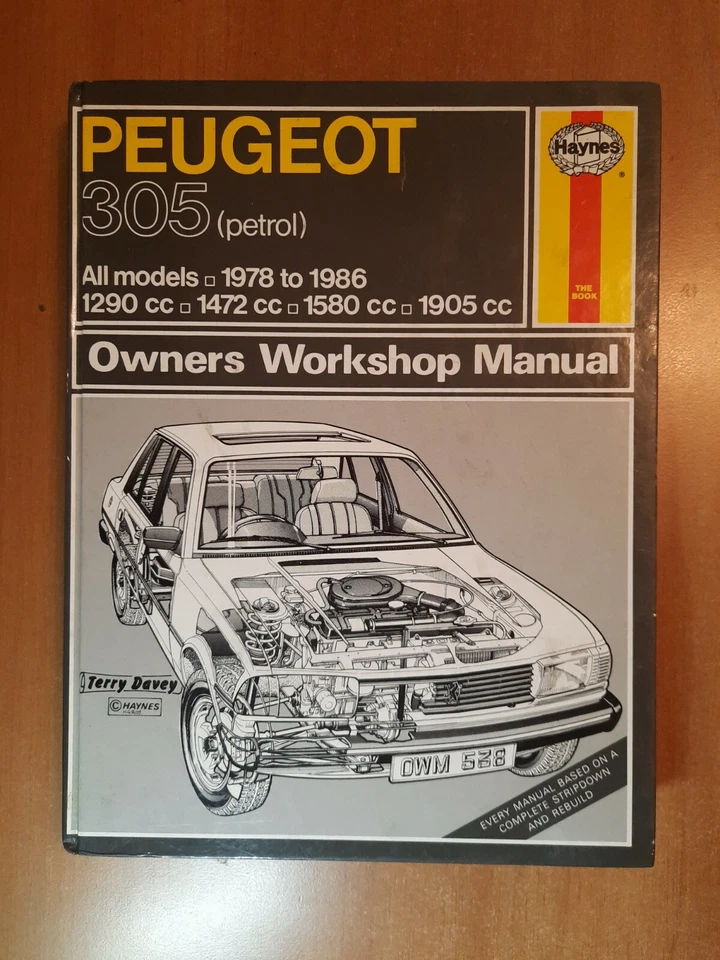 PEUGEOT
305 (petrol)
All models □ 1978 to 1986
1290 cc □ 1472 cc □ 1580 cc □ 1905 cc
Haynes
®
THE
BOOK
Owners Workshop Manual
Terry Davey
© HAYNES
OWM 538
EVERY MANUAL BASED ON A
COMPLETE STRIPDOWN
AND REBUILD